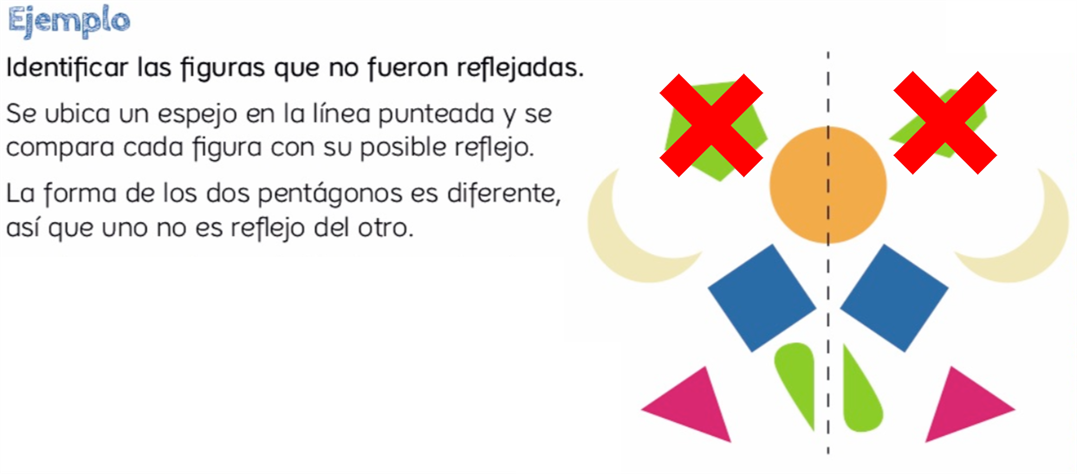 Ejemplo
Identificar las figuras que no fueron reflejadas.
Se ubica un espejo en la línea punteada y se
compara cada figura con su posible reflejo.
La forma de los dos pentágonos es diferente,
así que uno no es reflejo del otro.